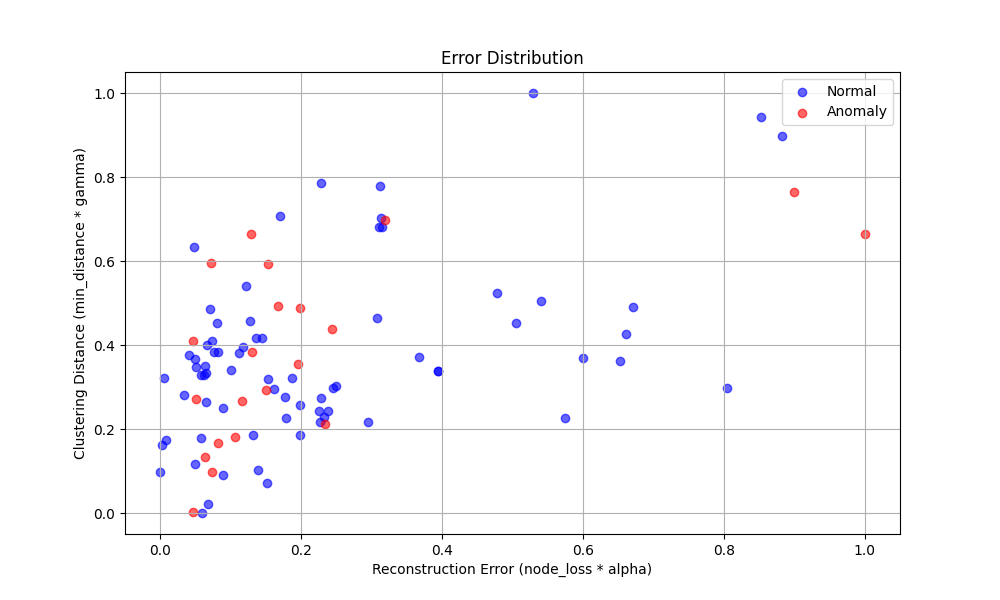 Error Distribution
Normal
Anomaly
Clustering Distance (min_distance * gamma)
1.0
0.8
0.6
0.4
0.2
0.0
0.0 0.2 0.4 0.6 0.8 1.0
Reconstruction Error (node_loss * alpha)